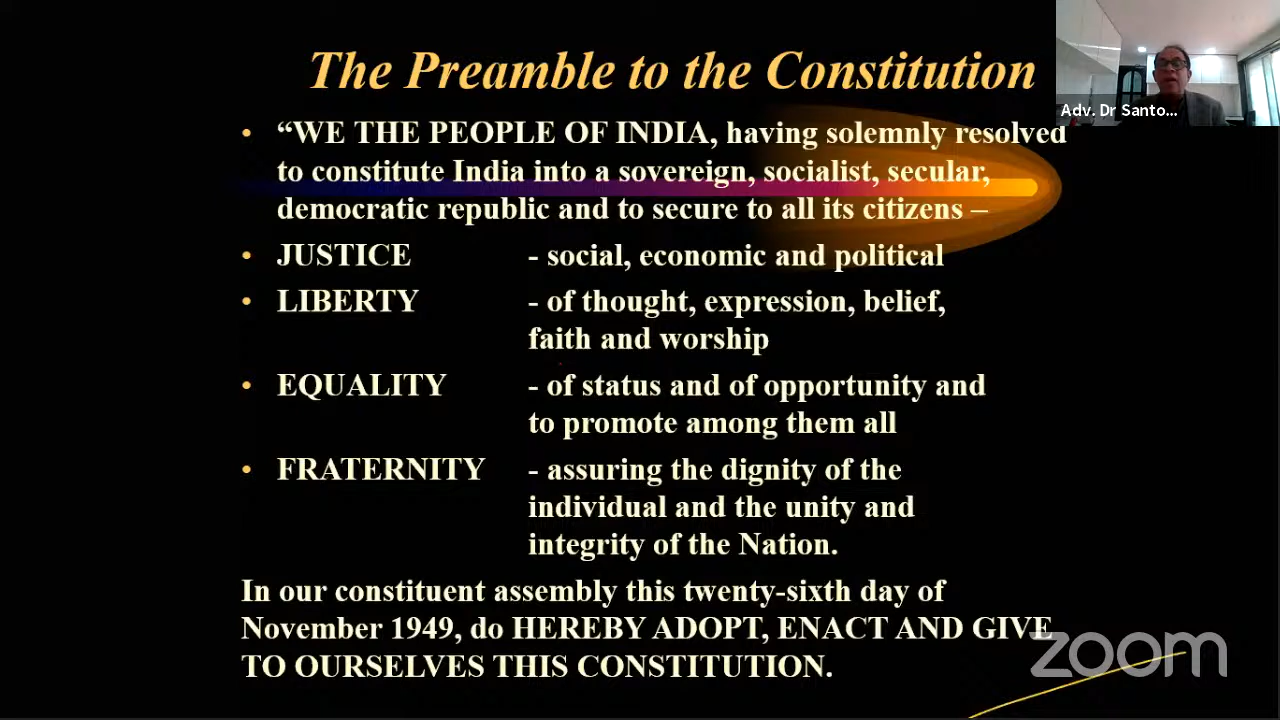 The Preamble to the Constitution
Adv. Dr Santo...
• “WE THE PEOPLE OF INDIA, having solemnly resolved
to constitute India into a sovereign, socialist, secular,
democratic republic and to secure to all its citizens –
• JUSTICE - social, economic and political
• LIBERTY - of thought, expression, belief,
faith and worship
• EQUALITY - of status and of opportunity and
to promote among them all
• FRATERNITY - assuring the dignity of the
individual and the unity and
integrity of the Nation.
In our constituent assembly this twenty-sixth day of
November 1949, do HEREBY ADOPT, ENACT AND GIVE
TO OURSELVES THIS CONSTITUTION.
zoom